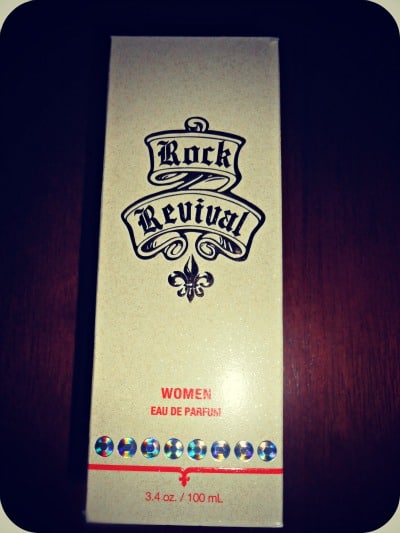 Rock
Revival
WOMEN
EAU DE PARFUM
3.4 oz. / 100 mL